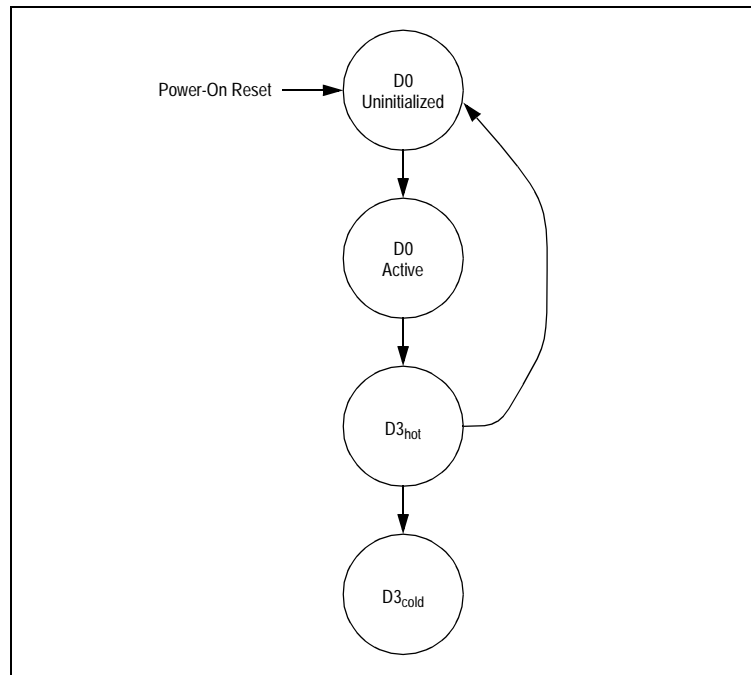 Power-On Reset
D0
Uninitialized
D0
Active
D3hot
D3cold